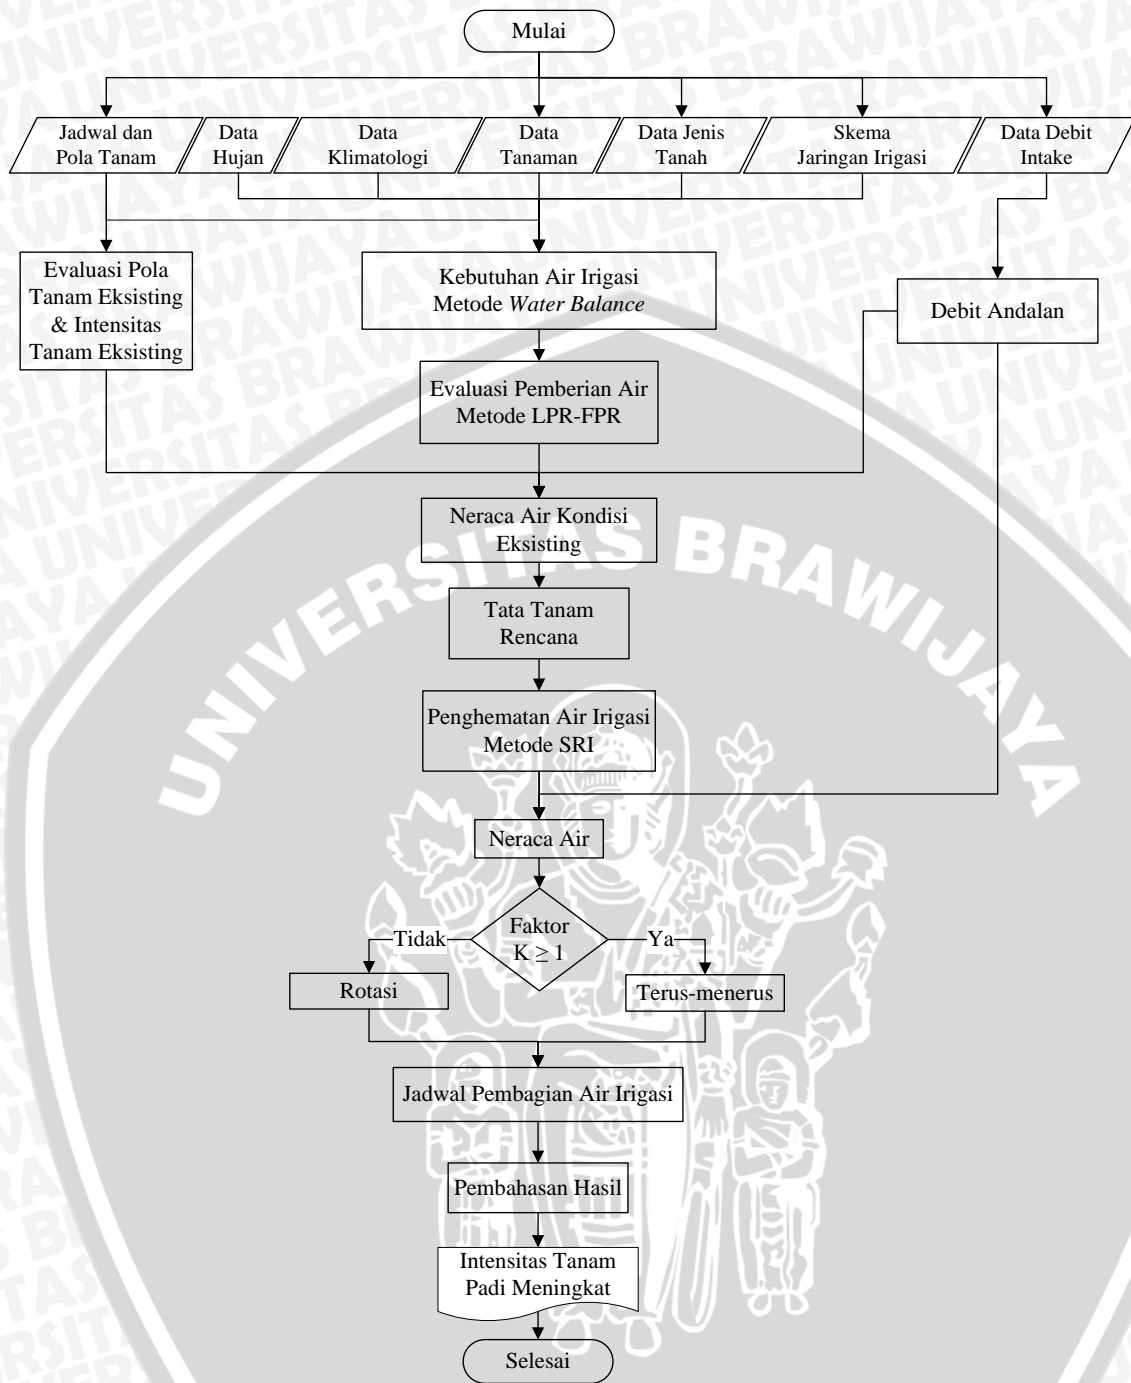 Mulai
Jadwal dan
Pola Tanam
Data
Hujan
Data
Klimatologi
Data
Tanaman
Data Jenis
Tanah
Skema
Jaringan Irigasi
Data Debit
Intake
Evaluasi Pola
Tanam Eksisting
& Intensitas
Tanam Eksisting
Kebutuhan Air Irigasi
Metode Water Balance
Debit Andalan
Evaluasi Pemberian Air
Metode LPR-FPR
Neraca Air Kondisi
Eksisting
UNIVERSITAS BRAWIJAYA
Tata Tanam
Rencana
Penghematan Air Irigasi
Metode SRI
Neraca Air
Faktor
K ≥ 1
Tidak
Ya
Rotasi
Terus-menerus
Jadwal Pembagian Air Irigasi
Pembahasan Hasil
Intensitas Tanam
Padi Meningkat
Selesai